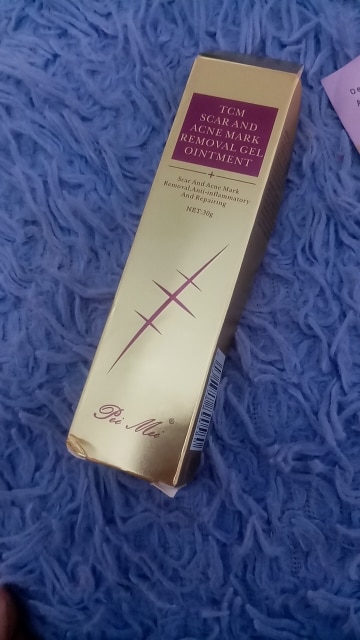 TCM
SCAR AND
ACNE MARK
REMOVAL GEL
OINTMENT
Scar And Acne Mark
Removal,Anti-inflammatory
And Repairing
NET:30g
Pei Mei ©
De